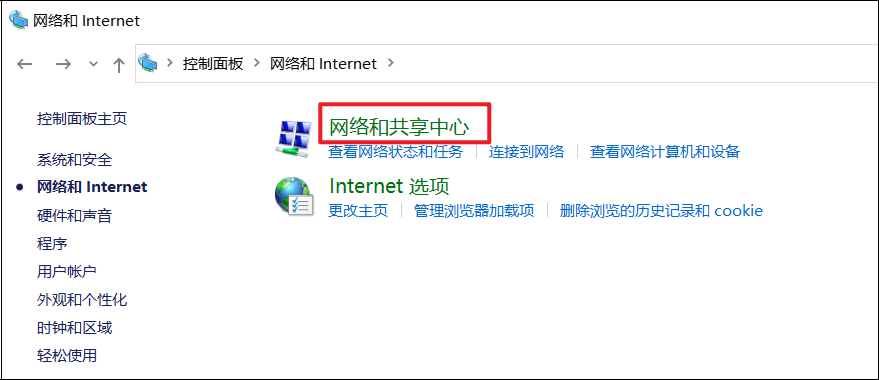 网络和 Internet
控制面板 网络和 Internet
控制面板主页
系统和安全
网络和 Internet
硬件和声音
程序
用户帐户
外观和个性化
时钟和区域
轻松使用
网络和共享中心
查看网络状态和任务 连接到网络 查看网络计算机和设备
Internet 选项
更改主页 管理浏览器加载项 删除浏览的历史记录和 cookie